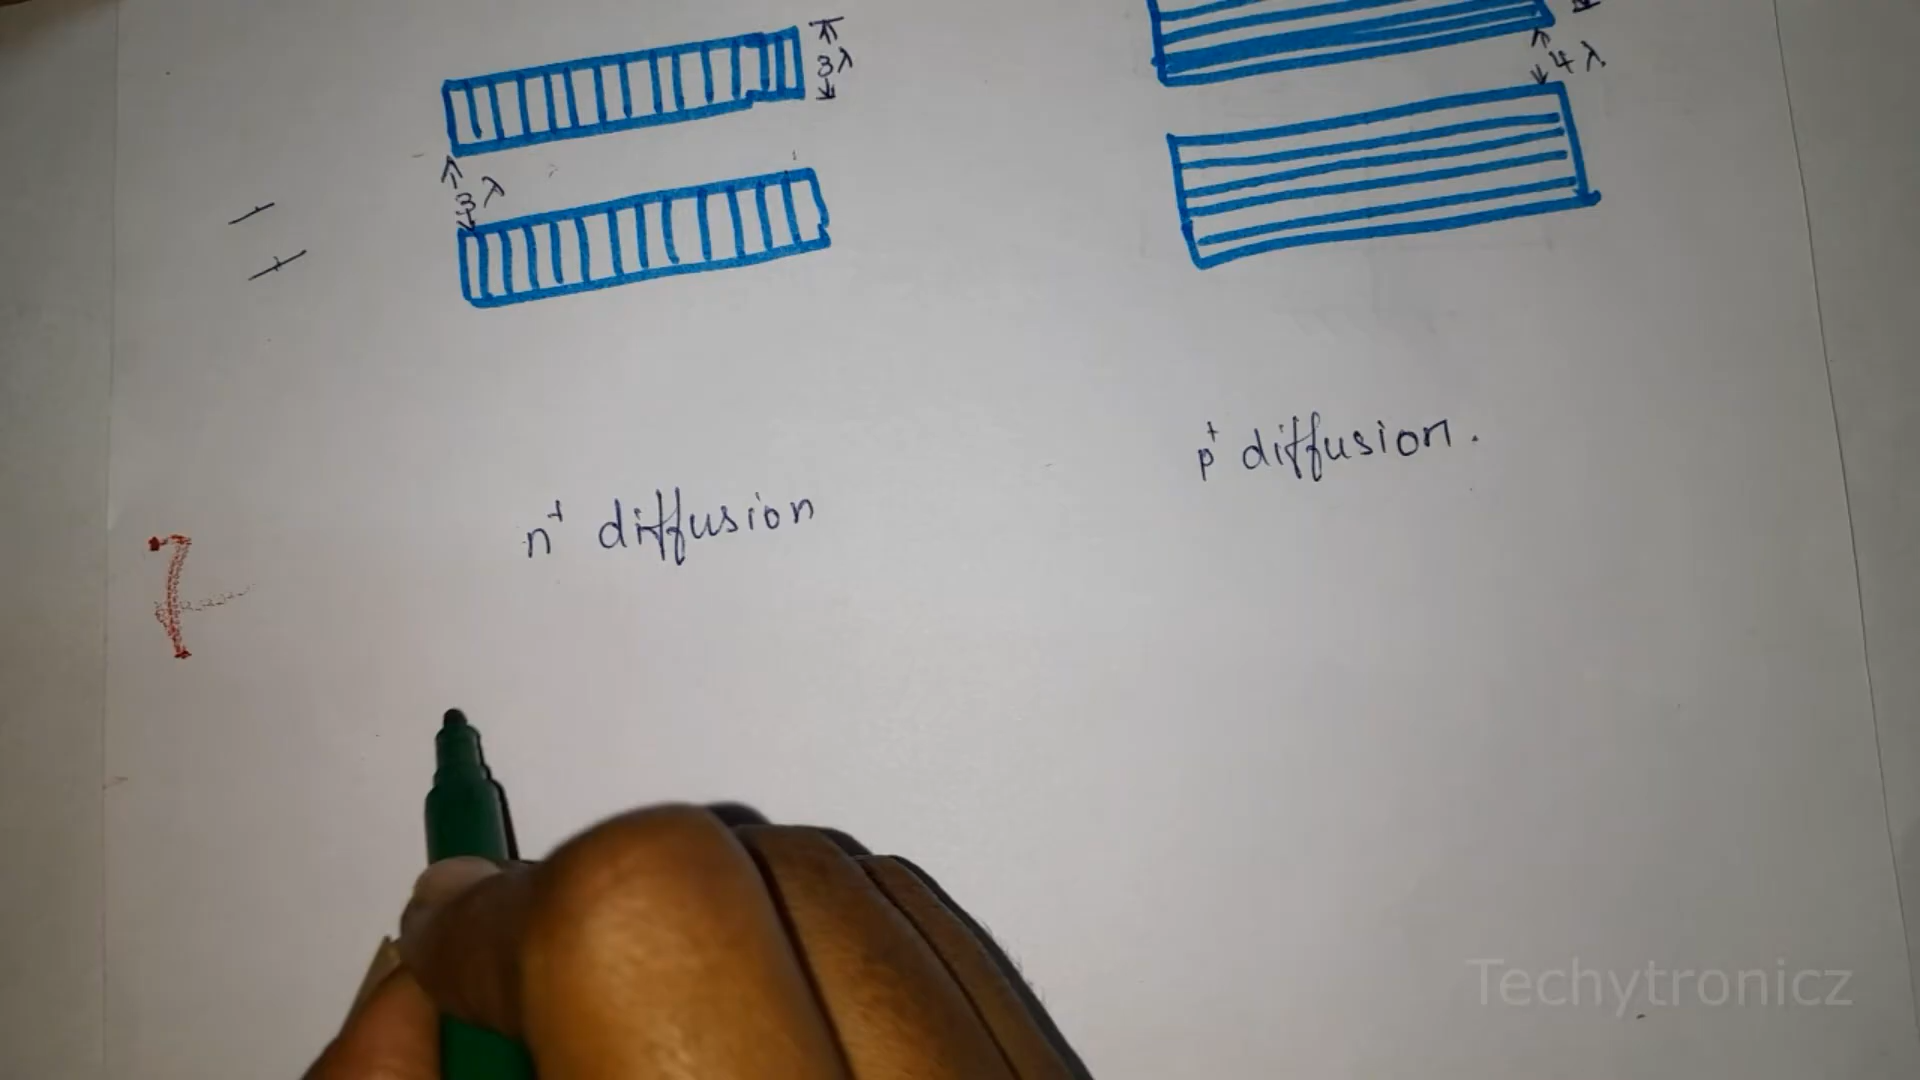 3λ
4λ.
3λ
p+ diffusion.
n+ diffusion
Techytronicz